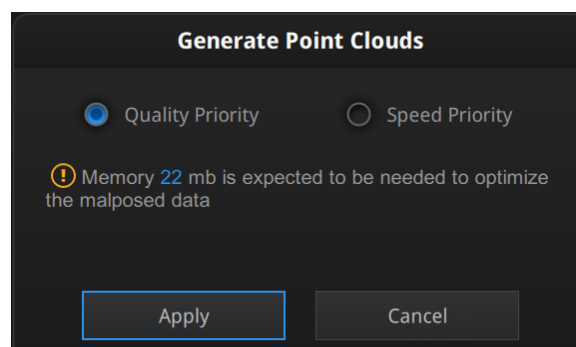 Generate Point Clouds
Quality Priority Speed Priority
Memory 22 mb is expected to be needed to optimize
the malposed data
Apply Cancel